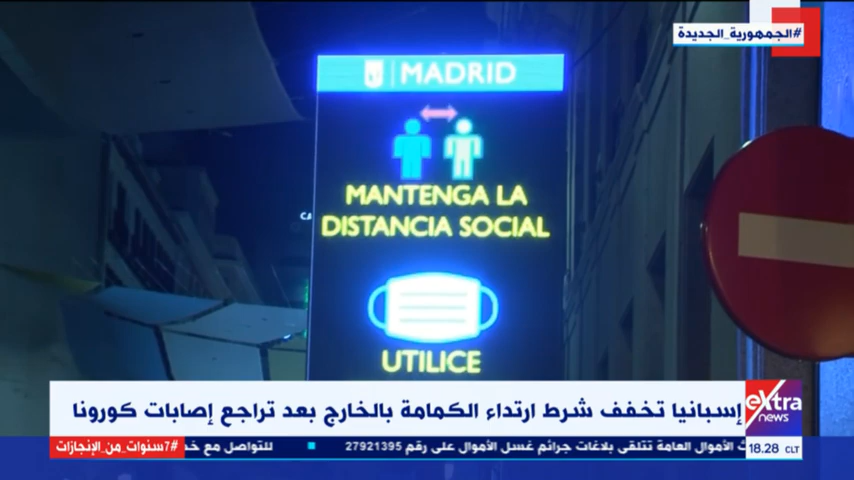 #الجمهورية_الجديدة
MADRID
MANTENGA LA
DISTANCIA SOCIAL
UTILICE
إسبانيا تخفف شرط ارتداء الكمامة بالخارج بعد تراجع إصابات كورونا
eXtra
news
18.28 CLT
الأموال العامة تتلقى بلاغات جرائم غسل الأموال على رقم 27921395
للتواصل مع
#7سنوات_من_الإنجازات